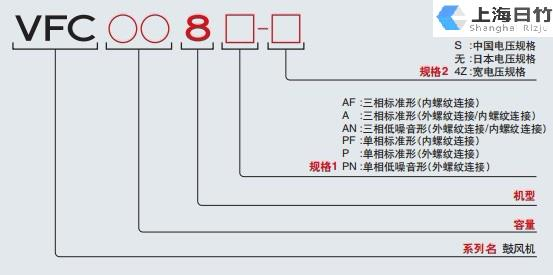 上海日竹
Shanghai Rizju
VFC○○8□-□
S :中国电压规格
无 :日本电压规格
规格2 4Z :宽电压规格
AF :三相标准形(内螺纹连接)
A :三相标准形(外螺纹连接/内螺纹连接)
AN :三相低噪音形(外螺纹连接/内螺纹连接)
PF :单相标准形(内螺纹连接)
P :单相标准形(外螺纹连接)
规格1 PN :单相低噪音形(外螺纹连接)
机型
容量
系列名 鼓风机